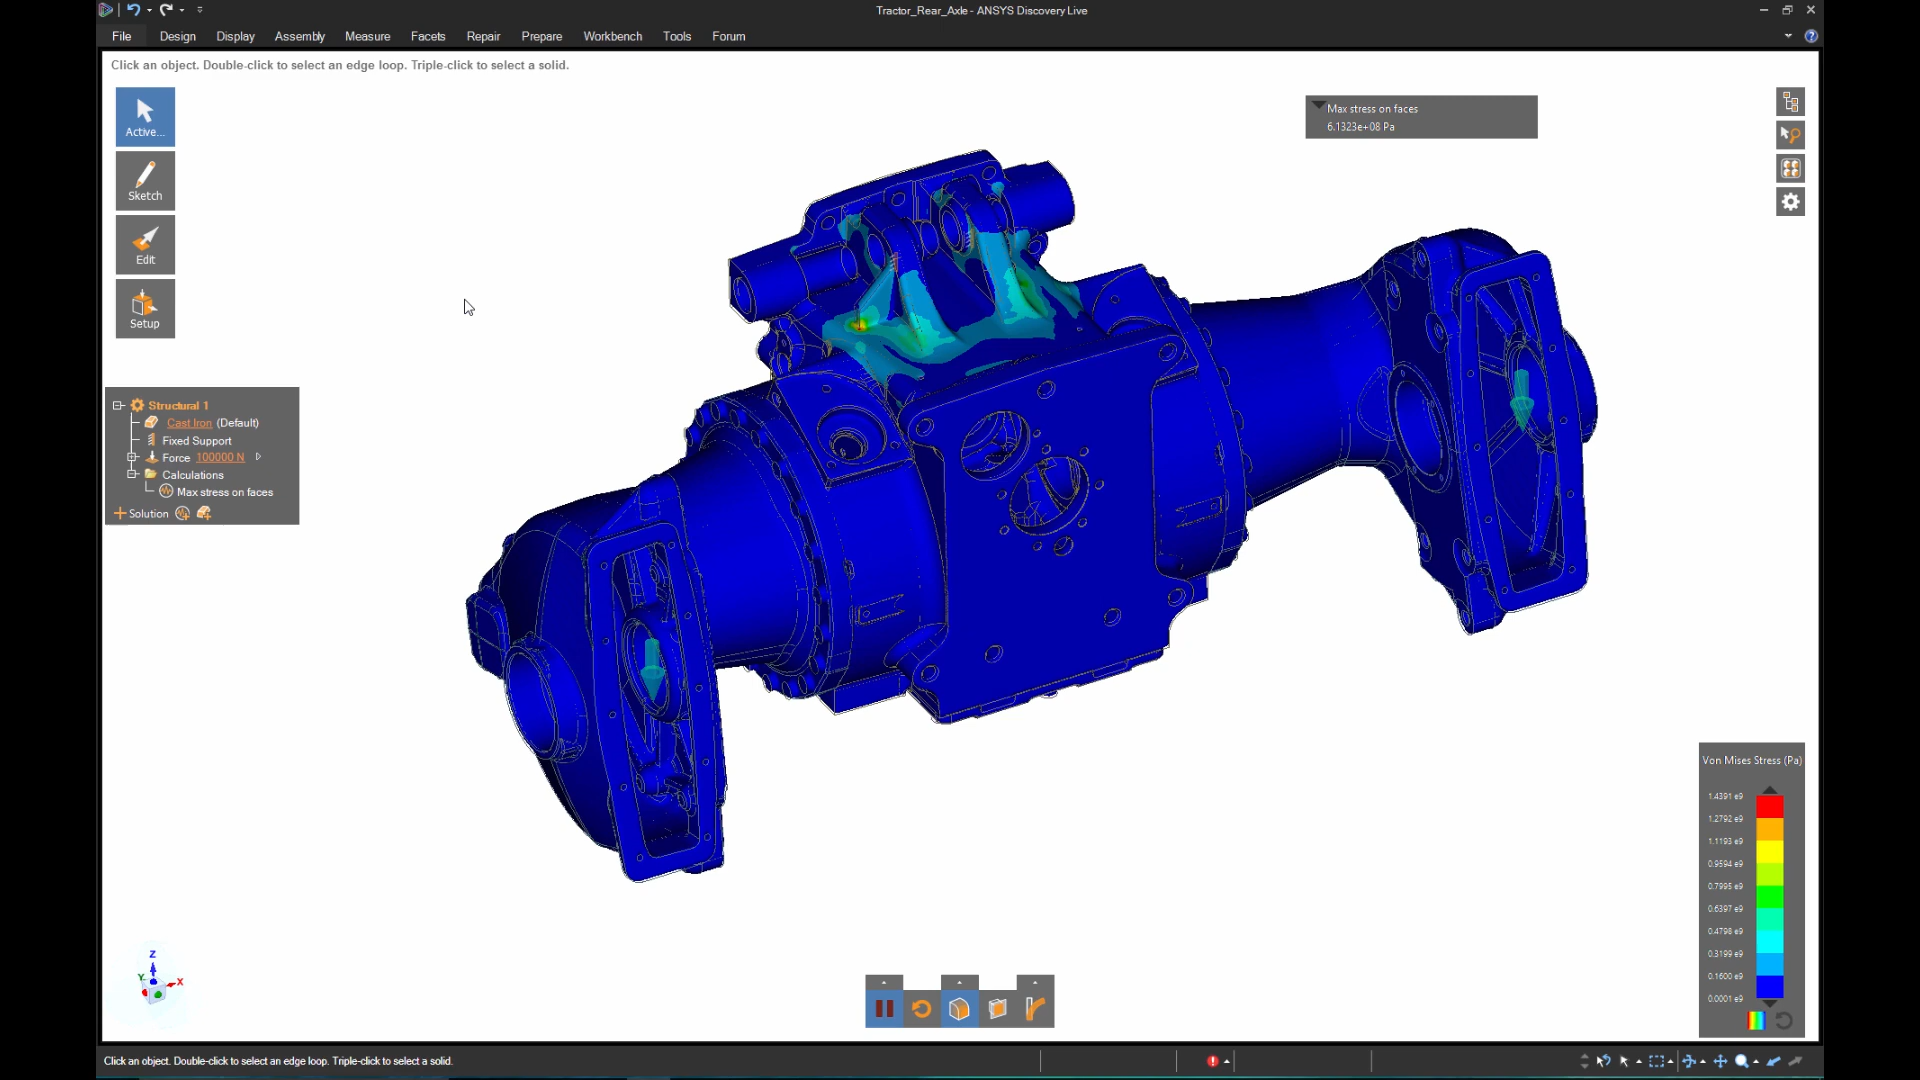 Tractor_Rear_Axle - ANSYS Discovery Live
File Design Display Assembly Measure Facets Repair Prepare Workbench Tools Forum
Click an object. Double-click to select an edge loop. Triple-click to select a solid.
Active...
Sketch
Edit
Setup
Max stress on faces
6.1323e+08 Pa
Structural 1
Cast Iron (Default)
Fixed Support
Force 100000 N
Calculations
Max stress on faces
Solution
Von Mises Stress (Pa)
1.4391 e9
1.2792 e9
1.1193 e9
0.9594 e9
0.7995 e9
0.6397 e9
0.4798 e9
0.3199 e9
0.1600 e9
0.0001 e9
Z
Y
X
Click an object. Double-click to select an edge loop. Triple-click to select a solid.